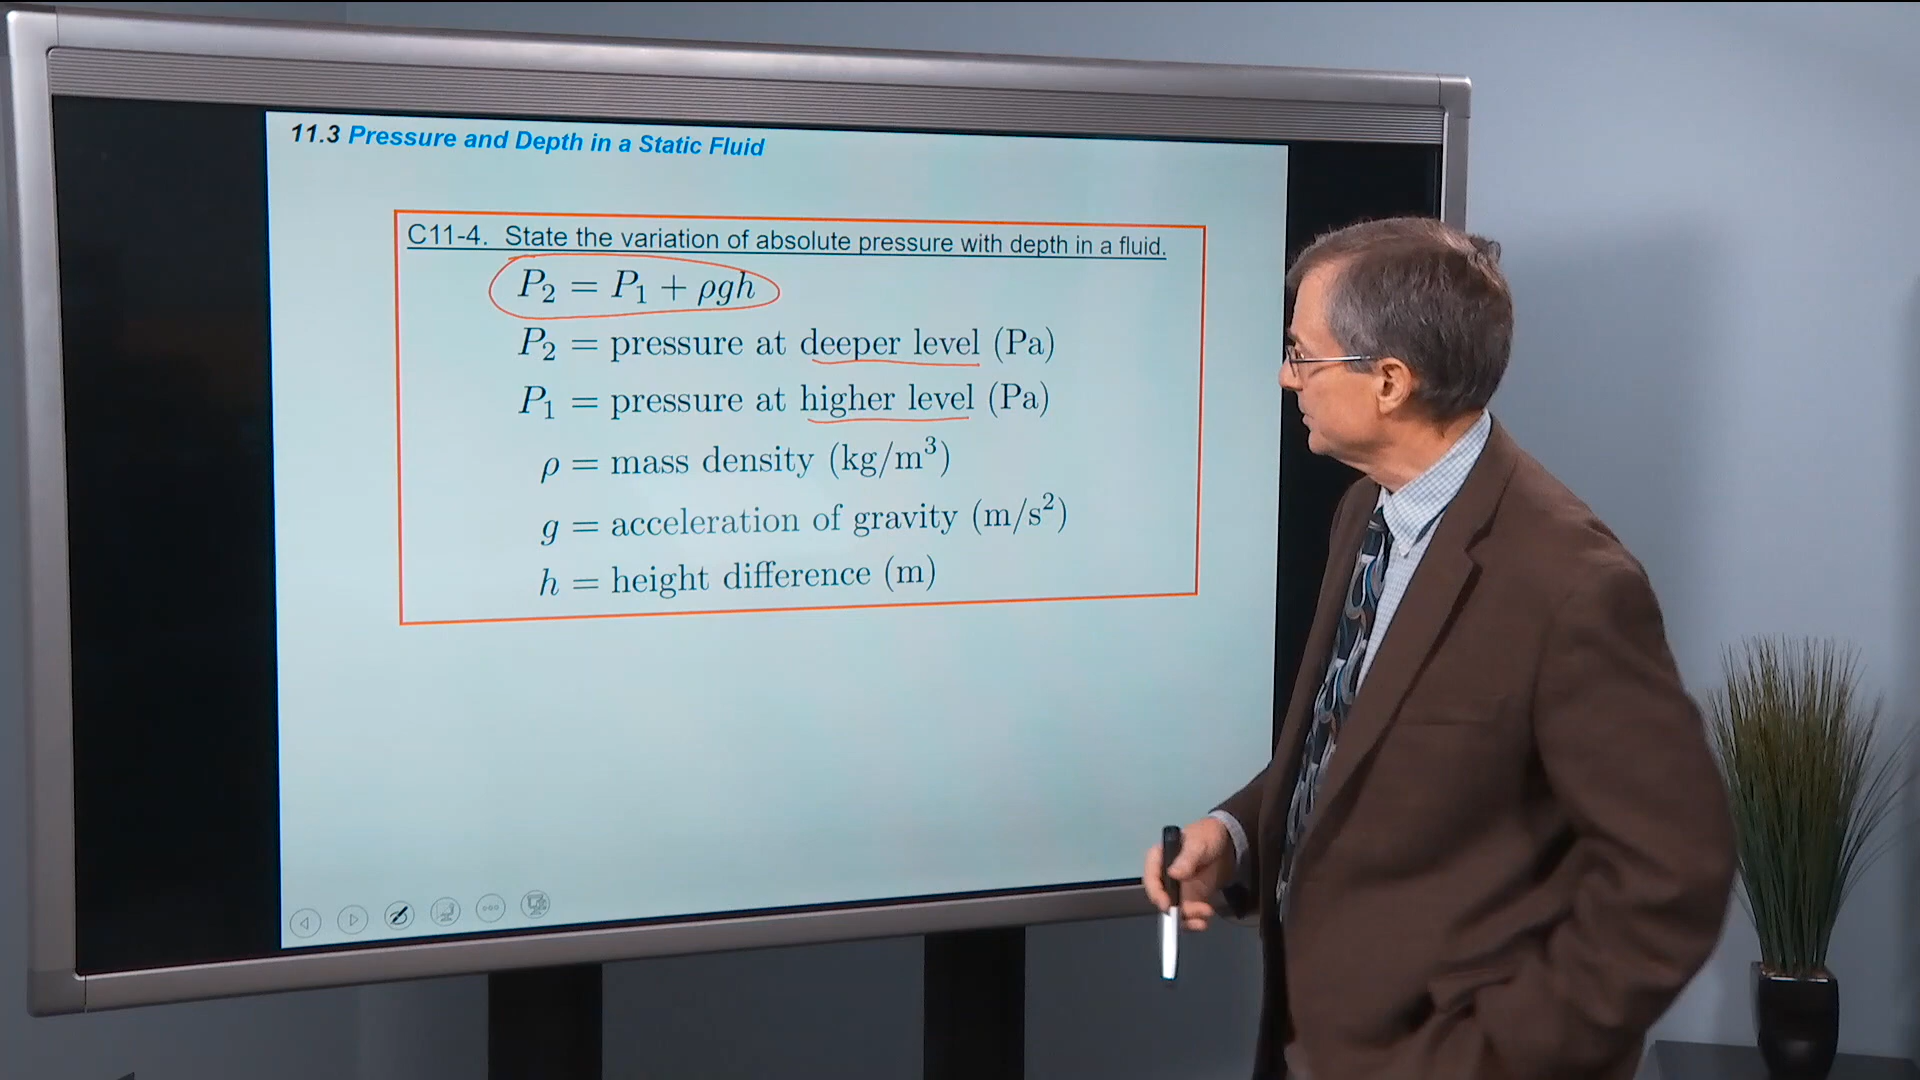 11.3 Pressure and Depth in a Static Fluid
C11-4. State the variation of absolute pressure with depth in a fluid.
P₂ = P₁ + ρgh
P₂ = pressure at deeper level (Pa)
P₁ = pressure at higher level (Pa)
ρ = mass density (kg/m³)
g = acceleration of gravity (m/s²)
h = height difference (m)